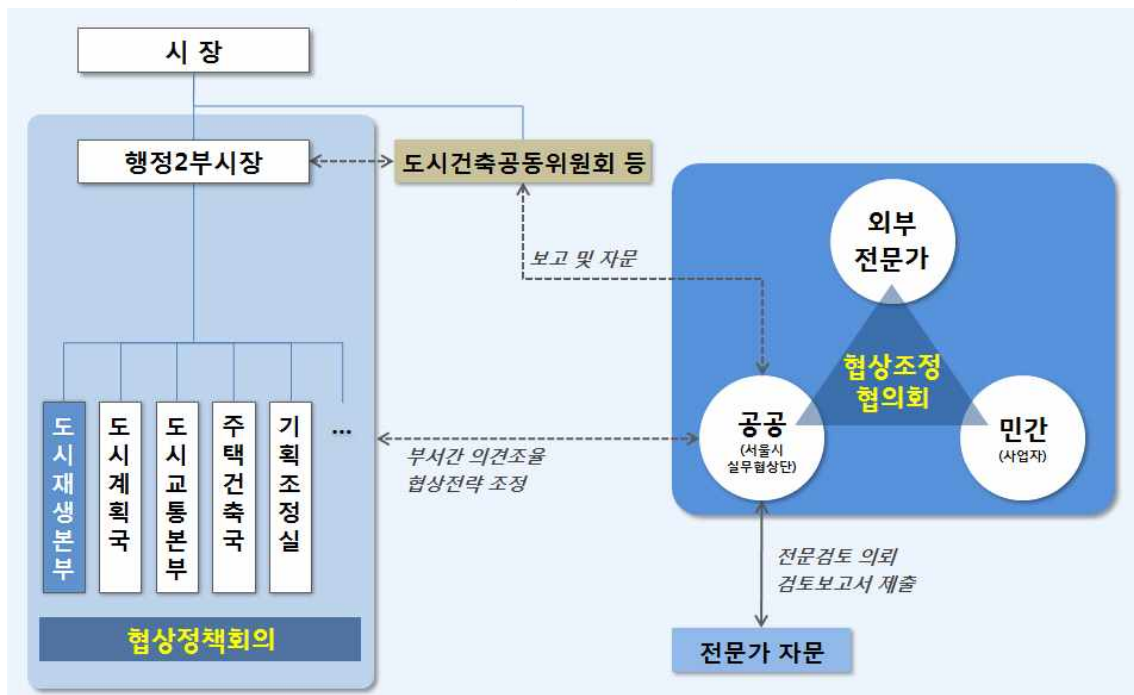 시 장
행정2부시장
도시건축공동위원회 등
보고 및 자문
외부
전문가
협상조정
협의회
공공
(서울시
실무협상단)
민간
(사업자)
도시재생본부
도시계획국
도시교통본부
주택건축국
기획조정실
...
부서간 의견조율
협상전략 조정
협상정책회의
전문검토 의뢰
검토보고서 제출
전문가 자문